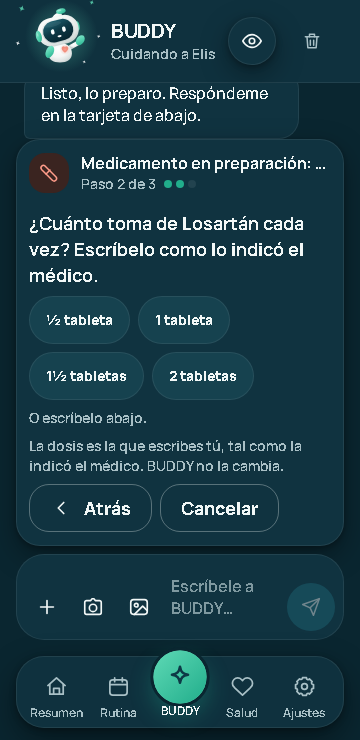 BUDDY
Cuidando a Elis
Listo, lo preparo. Respóndeme
en la tarjeta de abajo.
Medicamento en preparación: ...
Paso 2 de 3
¿Cuánto toma de Losartán cada
vez? Escríbelo como lo indicó el
médico.
½ tableta
1 tableta
1½ tabletas
2 tabletas
O escríbelo abajo.
La dosis es la que escribes tú, tal como la
indicó el médico. BUDDY no la cambia.
Atrás
Cancelar
Escríbele a
BUDDY...
Resumen
Rutina
BUDDY
Salud
Ajustes